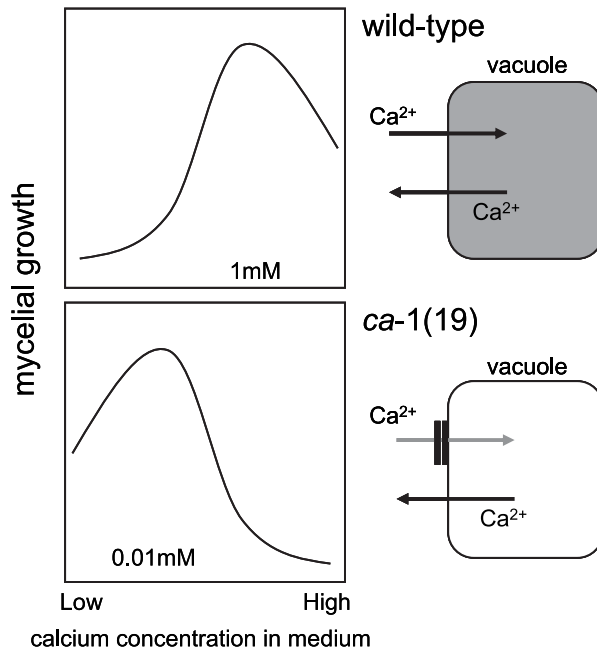 wild-type
vacuole
Ca²⁺
Ca²⁺
1mM
mycelial growth
ca-1(19)
vacuole
Ca²⁺
Ca²⁺
0.01mM
Low High
calcium concentration in medium